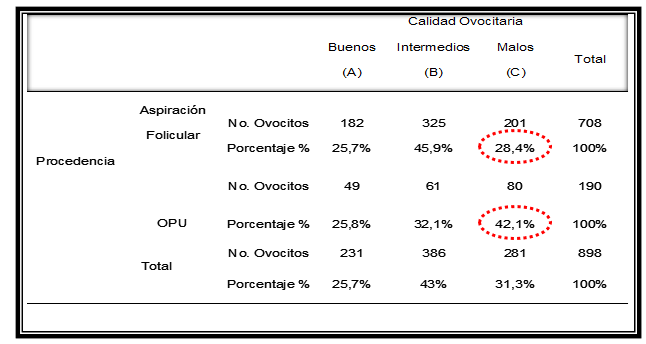 Calidad Ovocitaria
Buenos Intermedios Malos
Total
(A) (B) (C)
Aspiración
No. Ovocitos 182 325 201 708
Folicular
Porcentaje % 25,7% 45,9% 28,4% 100%
Procedencia
No. Ovocitos 49 61 80 190
OPU Porcentaje % 25,8% 32,1% 42,1% 100%
No. Ovocitos 231 386 281 898
Total
Porcentaje % 25,7% 43% 31,3% 100%